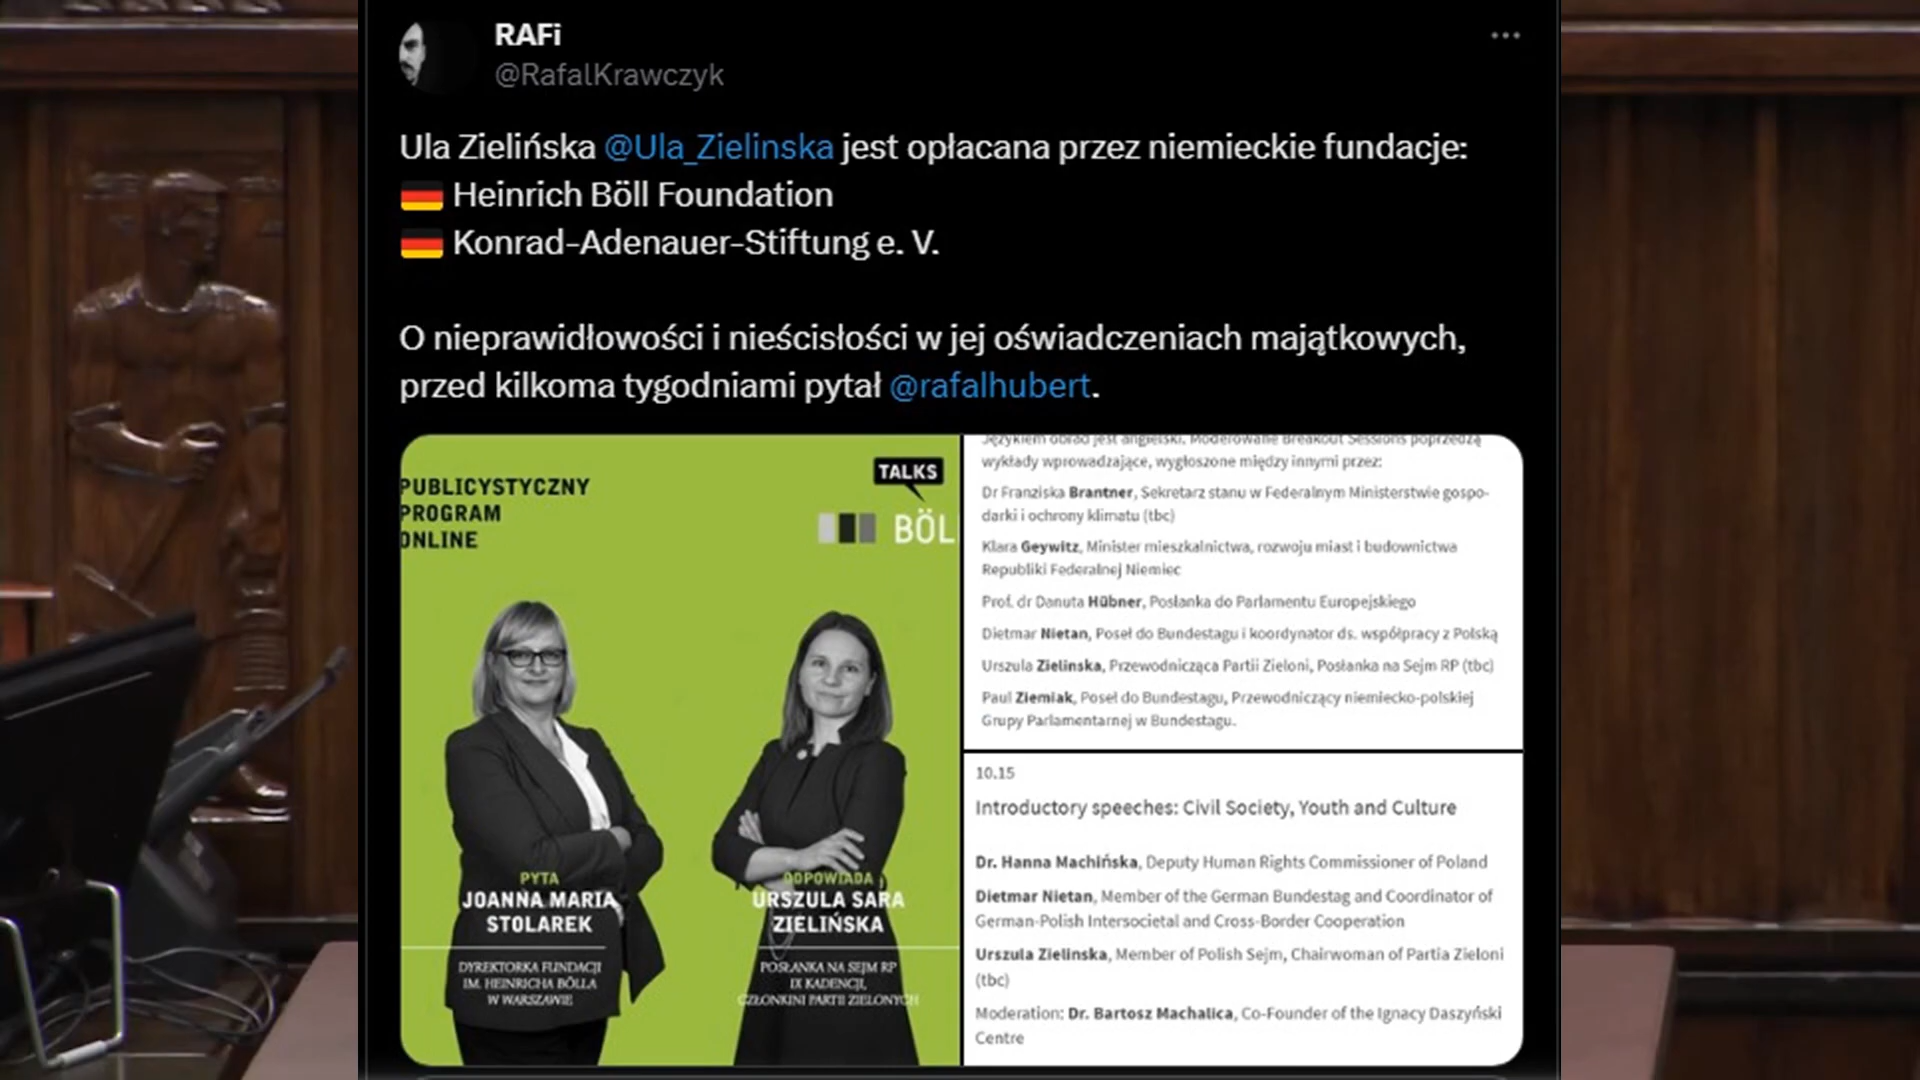 RAFi
@RafalKrawczyk
Ula Zielińska @Ula_Zielinska jest opłacana przez niemieckie fundacje:
Heinrich Böll Foundation
Konrad-Adenauer-Stiftung e. V.
O nieprawidłowości i nieścisłości w jej oświadczeniach majątkowych,
przed kilkoma tygodniami pytał @rafalhubert.
PUBLICYSTYCZNY
PROGRAM
ONLINE
TALKS
BÖL
PYTA
JOANNA MARIA
STOLAREK
DYREKTORKA FUNDACJI
IM. HEINRICHA BÖLLA
W WARSZAWIE
ODPOWIADA
URSZULA SARA
ZIELIŃSKA
POSŁANKA NA SEJM RP
IX KADENCJI,
CZŁONKINI PARTII ZIELONYCH
Językiem obrad jest angielski. Moderowane Breakout Sessions poprzedzą
wykłady wprowadzające, wygłoszone między innymi przez:
Dr Franziska Brantner, Sekretarz stanu w Federalnym Ministerstwie gospo-
darki i ochrony klimatu (tbc)
Klara Geywitz, Minister mieszkalnictwa, rozwoju miast i budownictwa
Republiki Federalnej Niemiec
Prof. dr Danuta Hübner, Posłanka do Parlamentu Europejskiego
Dietmar Nietan, Poseł do Bundestagu i koordynator ds. współpracy z Polską
Urszula Zielinska, Przewodnicząca Partii Zieloni, Posłanka na Sejm RP (tbc)
Paul Ziemiak, Poseł do Bundestagu, Przewodniczący niemiecko-polskiej
Grupy Parlamentarnej w Bundestagu.
10.15
Introductory speeches: Civil Society, Youth and Culture
Dr. Hanna Machińska, Deputy Human Rights Commissioner of Poland
Dietmar Nietan, Member of the German Bundestag and Coordinator of
German-Polish Intersocietal and Cross-Border Cooperation
Urszula Zielinska, Member of Polish Sejm, Chairwoman of Partia Zieloni
(tbc)
Moderation: Dr. Bartosz Machalica, Co-Founder of the Ignacy Daszyński
Centre